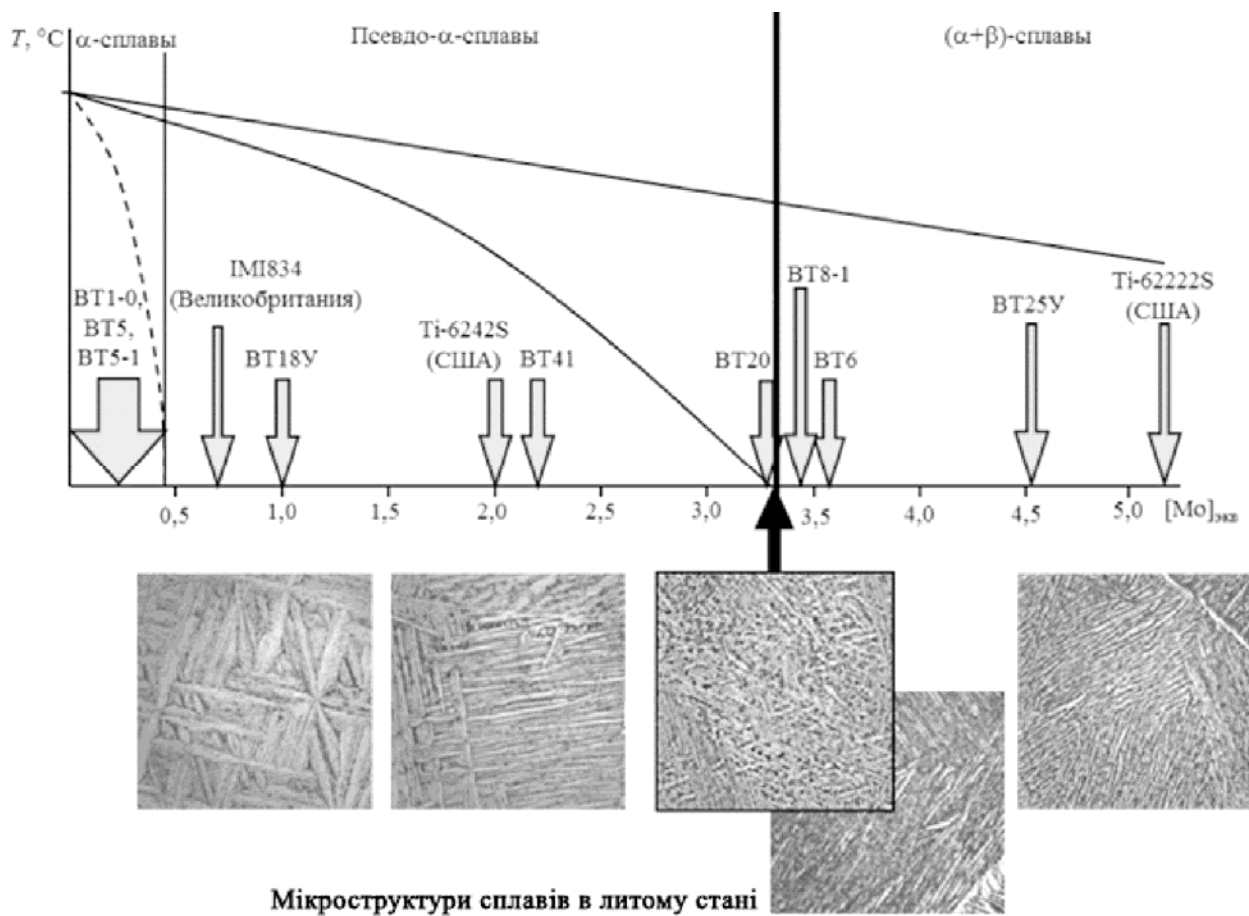 T, °C
α-сплавы
Псевдо-α-сплавы
(α+β)-сплавы
ВТ1-0,
ВТ5,
ВТ5-1
IMI834
(Великобритания)
ВТ18У
Ti-6242S
(США)
ВТ41
ВТ20
ВТ8-1
ВТ6
ВТ25У
Ti-62222S
(США)
0,5
1,0
1,5
2,0
2,5
3,0
3,5
4,0
4,5
5,0
[Mo]экв
Мікроструктури сплавів в литому стані